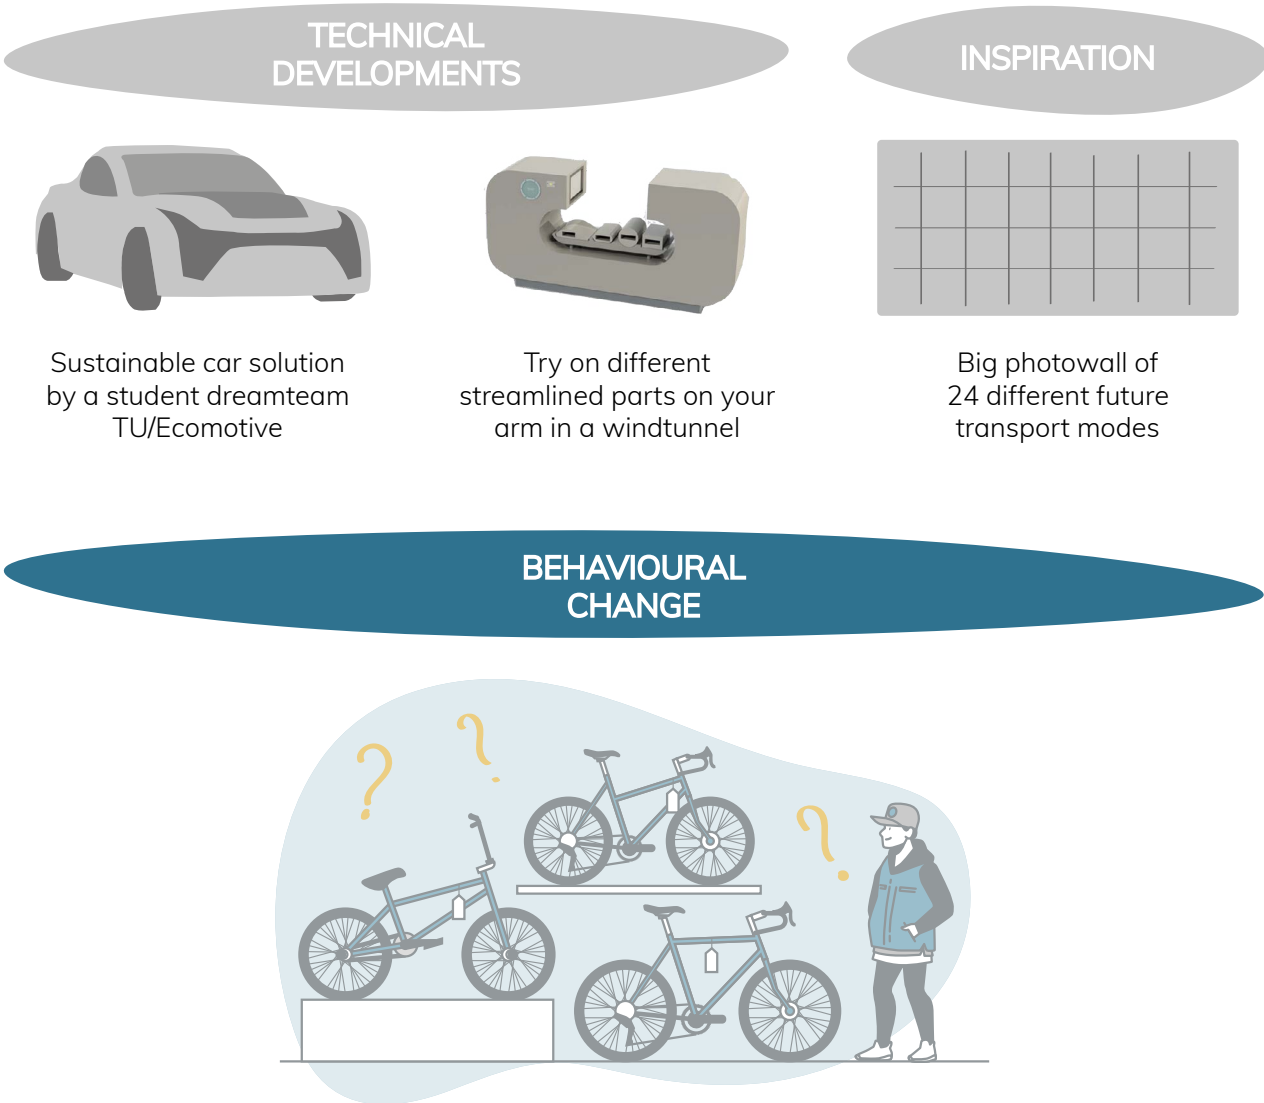 TECHNICAL
DEVELOPMENTS
INSPIRATION
Sustainable car solution
by a student dreamteam
TU/Ecomotive
Try on different
streamlined parts on your
arm in a windtunnel
Big photowall of
24 different future
transport modes
BEHAVIOURAL
CHANGE
? ? ?